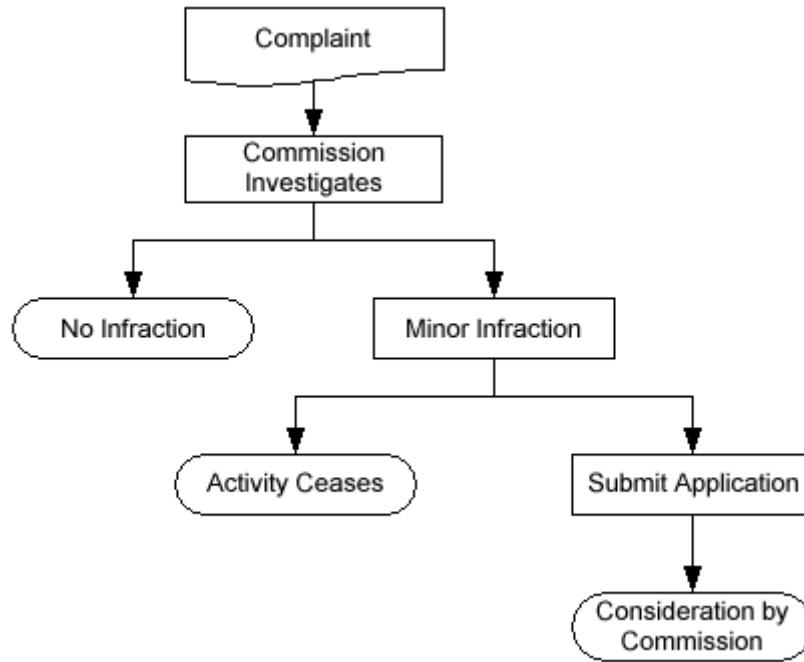 Complaint
Commission
Investigates
No Infraction
Minor Infraction
Activity Ceases
Submit Application
Consideration by
Commission